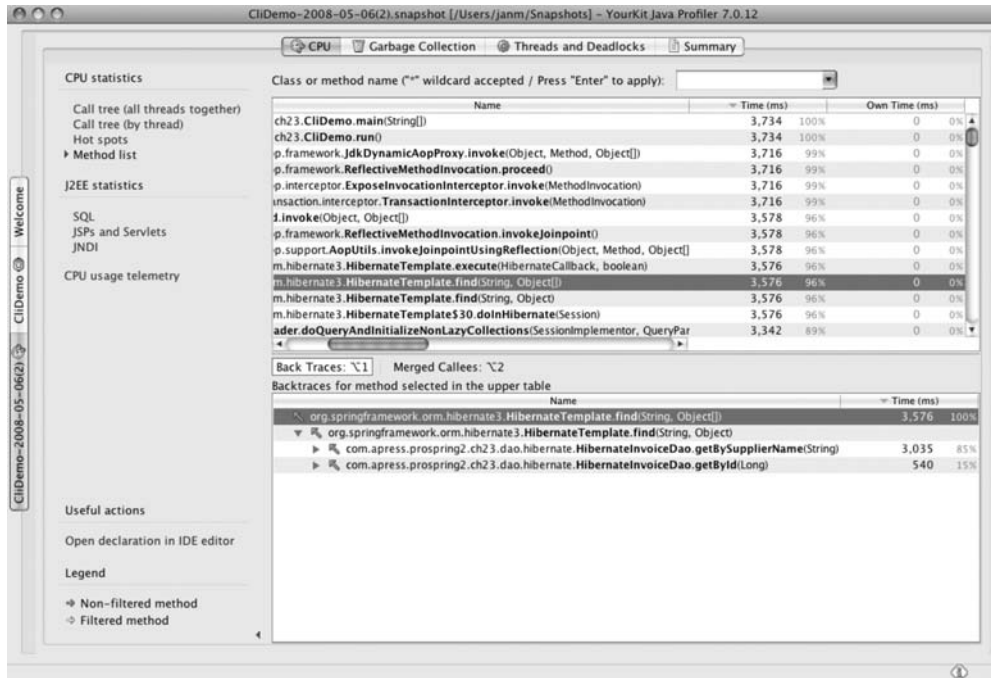 CliDemo-2008-05-06(2).snapshot [/Users/janm/Snapshots] – YourKit Java Profiler 7.0.12
CPU Garbage Collection Threads and Deadlocks Summary
CPU statistics
Call tree (all threads together)
Call tree (by thread)
Hot spots
Method list
J2EE statistics
SQL
JSPs and Servlets
JNDI
CPU usage telemetry
Useful actions
Open declaration in IDE editor
Legend
Non-filtered method
Filtered method
Welcome
CliDemo
CliDemo-2008-05-06(2)
Class or method name ("*" wildcard accepted / Press "Enter" to apply):
Name Time (ms) Own Time (ms)
ch23.CliDemo.main(String[]) 3,734 100% 0 0%
ch23.CliDemo.run() 3,734 100% 0 0%
p.framework.JdkDynamicAopProxy.invoke(Object, Method, Object[]) 3,716 99% 0 0%
p.framework.ReflectiveMethodInvocation.proceed() 3,716 99% 0 0%
p.interceptor.ExposeInvocationInterceptor.invoke(MethodInvocation) 3,716 99% 0 0%
ansaction.interceptor.TransactionInterceptor.invoke(MethodInvocation) 3,716 99% 0 0%
d.invoke(Object, Object[]) 3,578 96% 0 0%
p.framework.ReflectiveMethodInvocation.invokeJoinpoint() 3,578 96% 0 0%
p.support.AopUtils.invokeJoinpointUsingReflection(Object, Method, Object[] 3,578 96% 0 0%
m.hibernate3.HibernateTemplate.execute(HibernateCallback, boolean) 3,576 96% 0 0%
m.hibernate3.HibernateTemplate.find(String, Object[]) 3,576 96% 0 0%
m.hibernate3.HibernateTemplate.find(String, Object) 3,576 96% 0 0%
m.hibernate3.HibernateTemplate$30.doInHibernate(Session) 3,576 96% 0 0%
ader.doQueryAndInitializeNonLazyCollections(SessionImplementor, QueryPar 3,342 89% 0 0%
Back Traces: ⌥1 Merged Callees: ⌥2
Backtraces for method selected in the upper table
Name Time (ms)
org.springframework.orm.hibernate3.HibernateTemplate.find(String, Object[]) 3,576 100%
org.springframework.orm.hibernate3.HibernateTemplate.find(String, Object)
com.apress.prospring2.ch23.dao.hibernate.HibernateInvoiceDao.getBySupplierName(String) 3,035 85%
com.apress.prospring2.ch23.dao.hibernate.HibernateInvoiceDao.getById(Long) 540 15%